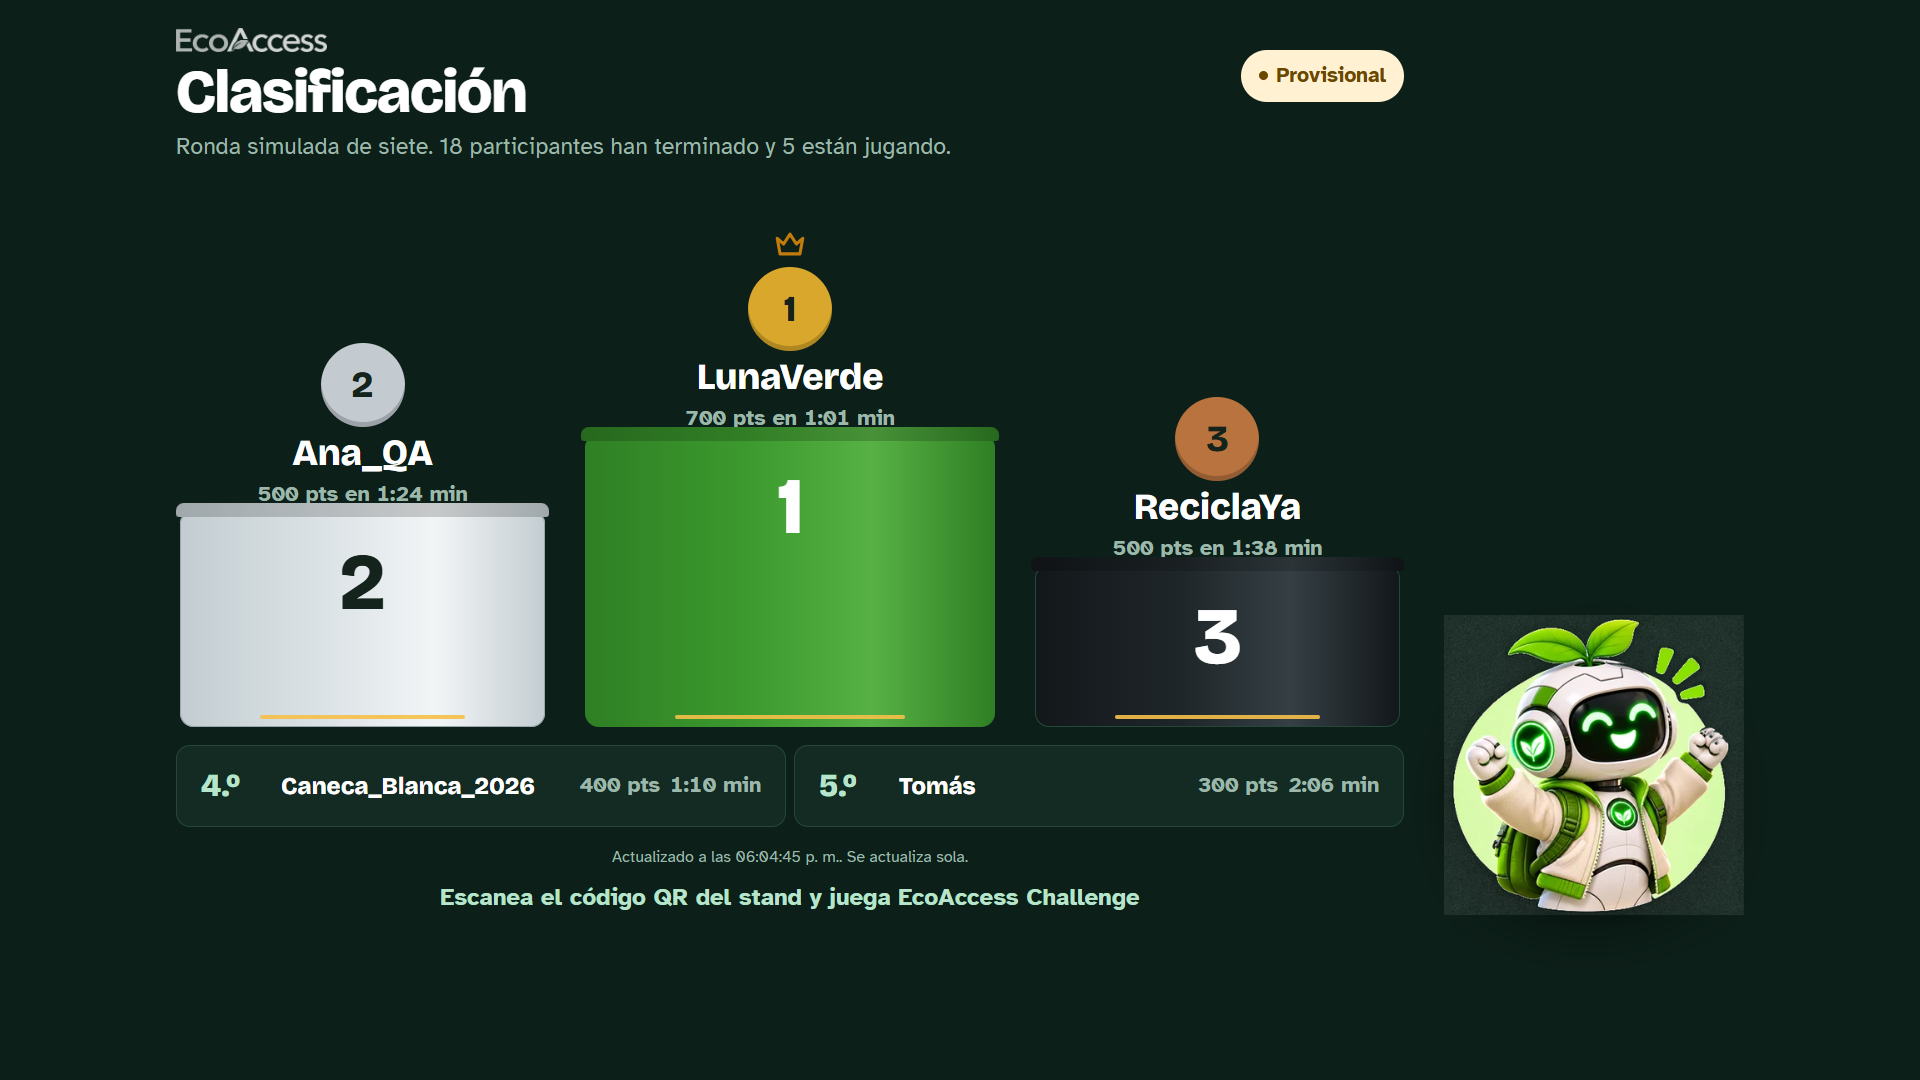 EcoAccess
Clasificación
Provisional
Ronda simulada de siete. 18 participantes han terminado y 5 están jugando.
1
LunaVerde
700 pts en 1:01 min
1
2
Ana_QA
500 pts en 1:24 min
2
3
ReciclaYa
500 pts en 1:38 min
3
4.º Caneca_Blanca_2026 400 pts 1:10 min
5.º Tomás 300 pts 2:06 min
Actualizado a las 06:04:45 p. m.. Se actualiza sola.
Escanea el código QR del stand y juega EcoAccess Challenge